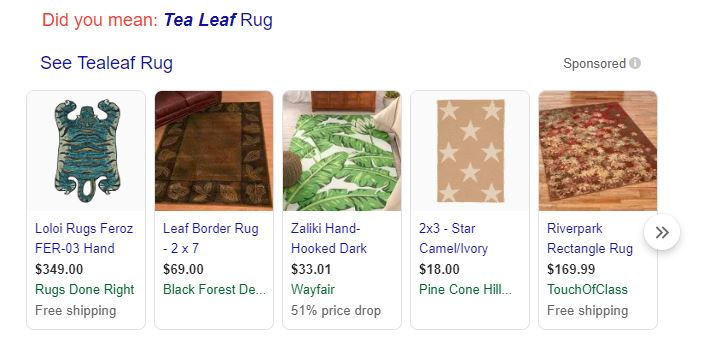 Did you mean: Tea Leaf Rug
See Tealeaf Rug
Sponsored
Loloi Rugs Feroz
FER-03 Hand
$349.00
Rugs Done Right
Free shipping
Leaf Border Rug
- 2 x 7
$69.00
Black Forest De...
Zaliki Hand-
Hooked Dark
$33.01
Wayfair
51% price drop
2x3 - Star
Camel/Ivory
$18.00
Pine Cone Hill...
Riverpark
Rectangle Rug
$169.99
TouchOfClass
Free shipping